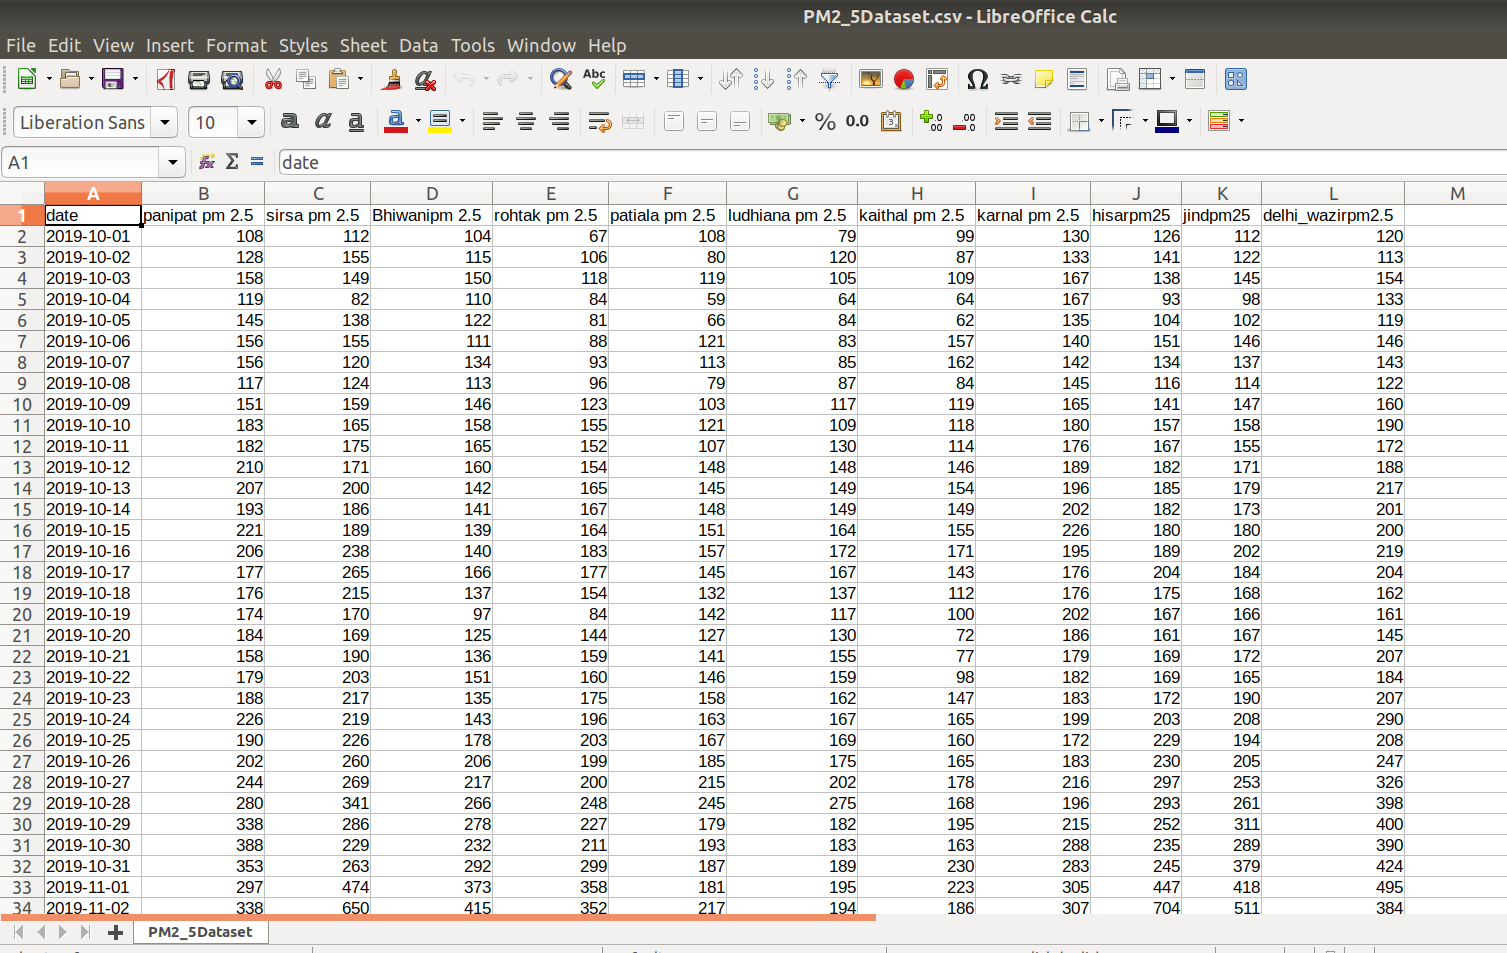 PM2_5Dataset.csv - LibreOffice Calc
File Edit View Insert Format Styles Sheet Data Tools Window Help
Abc
Liberation Sans 10 % 0.0
A1 date
A B C D E F G H I J K L M
1 date panipat pm 2.5 sirsa pm 2.5 Bhiwanipm 2.5 rohtak pm 2.5 patiala pm 2.5 ludhiana pm 2.5 kaithal pm 2.5 karnal pm 2.5 hisarpm25 jindpm25 delhi_wazirpm2.5
2 2019-10-01 108 112 104 67 108 79 99 130 126 112 120
3 2019-10-02 128 155 115 106 80 120 87 133 141 122 113
4 2019-10-03 158 149 150 118 119 105 109 167 138 145 154
5 2019-10-04 119 82 110 84 59 64 64 167 93 98 133
6 2019-10-05 145 138 122 81 66 84 62 135 104 102 119
7 2019-10-06 156 155 111 88 121 83 157 140 151 146 146
8 2019-10-07 156 120 134 93 113 85 162 142 134 137 143
9 2019-10-08 117 124 113 96 79 87 84 145 116 114 122
10 2019-10-09 151 159 146 123 103 117 119 165 141 147 160
11 2019-10-10 183 165 158 155 121 109 118 180 157 158 190
12 2019-10-11 182 175 165 152 107 130 114 176 167 155 172
13 2019-10-12 210 171 160 154 148 148 146 189 182 171 188
14 2019-10-13 207 200 142 165 145 149 154 196 185 179 217
15 2019-10-14 193 186 141 167 148 149 149 202 182 173 201
16 2019-10-15 221 189 139 164 151 164 155 226 180 180 200
17 2019-10-16 206 238 140 183 157 172 171 195 189 202 219
18 2019-10-17 177 265 166 177 145 167 143 176 204 184 204
19 2019-10-18 176 215 137 154 132 137 112 176 175 168 162
20 2019-10-19 174 170 97 84 142 117 100 202 167 166 161
21 2019-10-20 184 169 125 144 127 130 72 186 161 167 145
22 2019-10-21 158 190 136 159 141 155 77 179 169 172 207
23 2019-10-22 179 203 151 160 146 159 98 182 169 165 184
24 2019-10-23 188 217 135 175 158 162 147 183 172 190 207
25 2019-10-24 226 219 143 196 163 167 165 199 203 208 290
26 2019-10-25 190 226 178 203 167 169 160 172 229 194 208
27 2019-10-26 202 260 206 199 185 175 165 183 230 205 247
28 2019-10-27 244 269 217 200 215 202 178 216 297 253 326
29 2019-10-28 280 341 266 248 245 275 168 196 293 261 398
30 2019-10-29 338 286 278 227 179 182 195 215 252 311 400
31 2019-10-30 388 229 232 211 193 183 163 288 235 289 390
32 2019-10-31 353 263 292 299 187 189 230 283 245 379 424
33 2019-11-01 297 474 373 358 181 195 223 305 447 418 495
34 2019-11-02 338 650 415 352 217 194 186 307 704 511 384
PM2_5Dataset